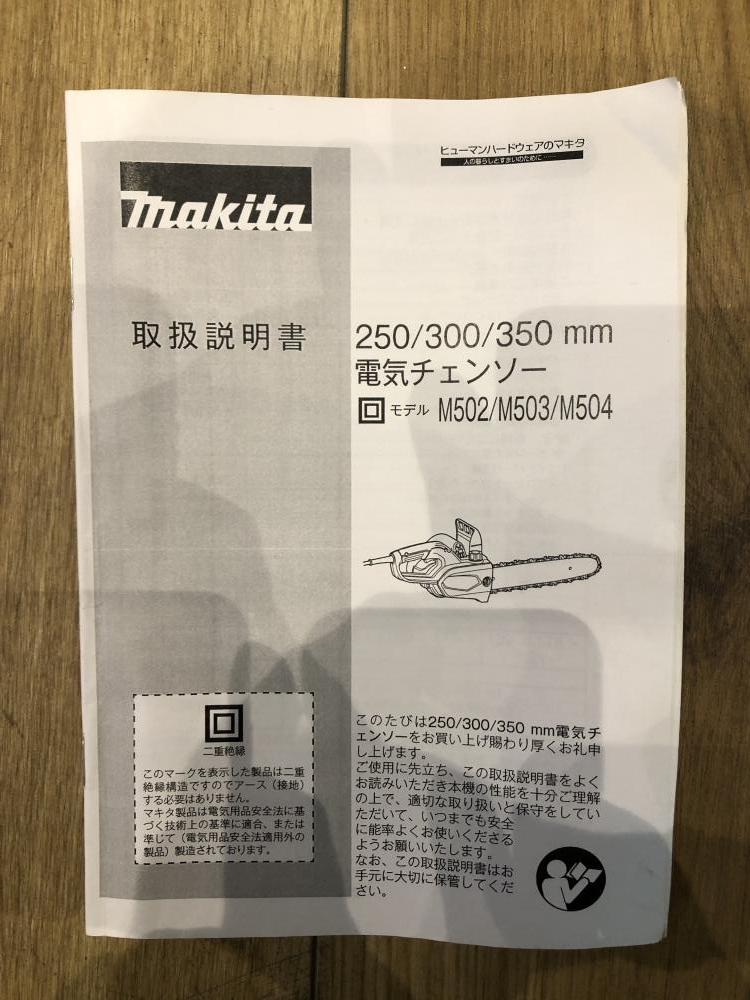 ヒューマンハードウェアのマキタ
人の暮らしとすまいのために……
makita
取扱説明書
250/300/350 mm
電気チェンソー
モデル M502/M503/M504
二重絶縁
このマークを表示した製品は二重
絶縁構造ですのでアース（接地）
する必要はありません。
マキタ製品は電気用品安全法に基
づく技術上の基準に適合、または
準じて（電気用品安全法適用外の
製品）製造されております。
このたびは250/300/350 mm電気チ
ェンソーをお買い上げ賜わり厚くお礼申
し上げます。
ご使用に先立ち、この取扱説明書をよく
お読みいただき本機の性能を十分ご理解
の上で、適切な取り扱いと保守をしてい
ただいて、いつまでも安全
に能率よくお使いくださる
ようお願いいたします。
なお、この取扱説明書はお
手元に大切に保管してくだ
さい。